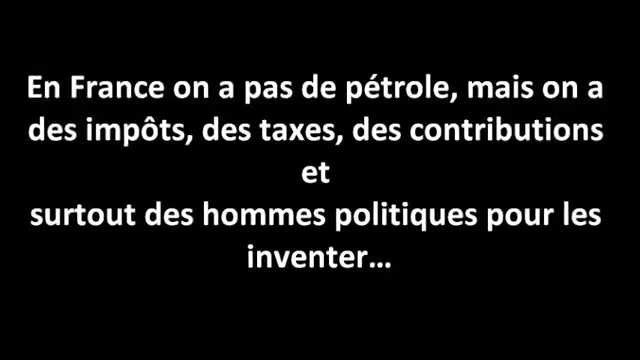 En France on a pas de pétrole, mais on a
des impôts, des taxes, des contributions
et
surtout des hommes politiques pour les
inventer…